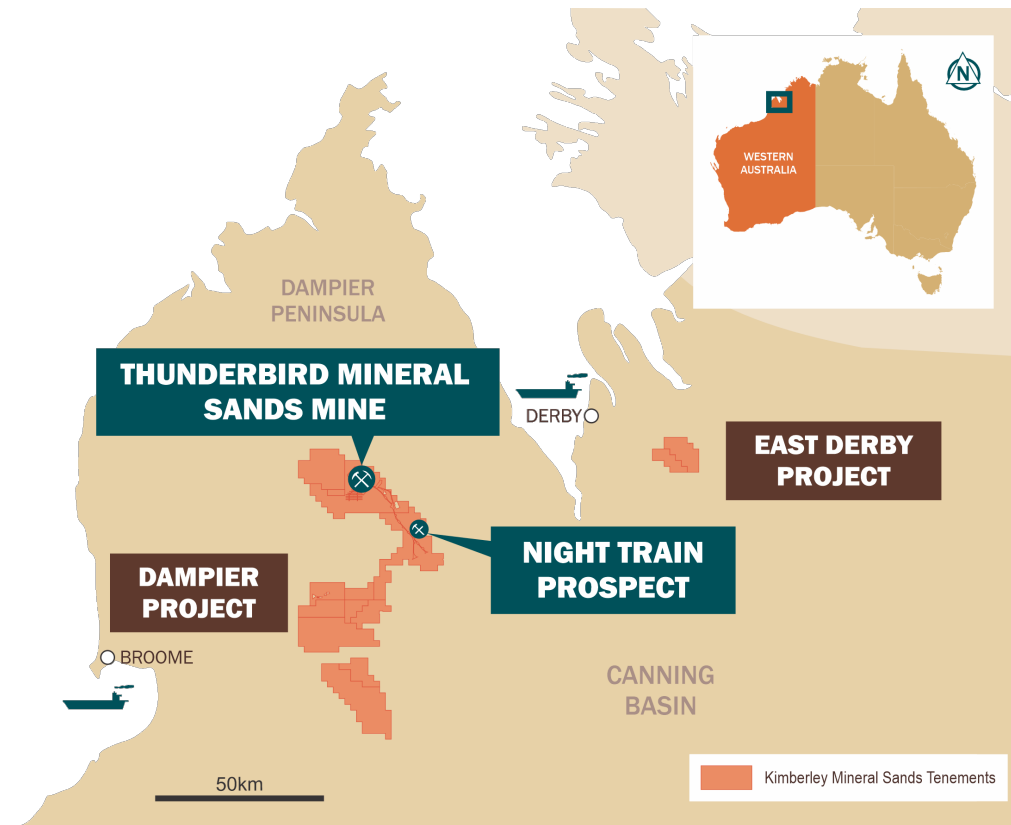 N
WESTERN
AUSTRALIA
DAMPIER
PENINSULA
THUNDERBIRD MINERAL
SANDS MINE
DERBY
EAST DERBY
PROJECT
NIGHT TRAIN
PROSPECT
DAMPIER
PROJECT
BROOME
CANNING
BASIN
50km
Kimberley Mineral Sands Tenements